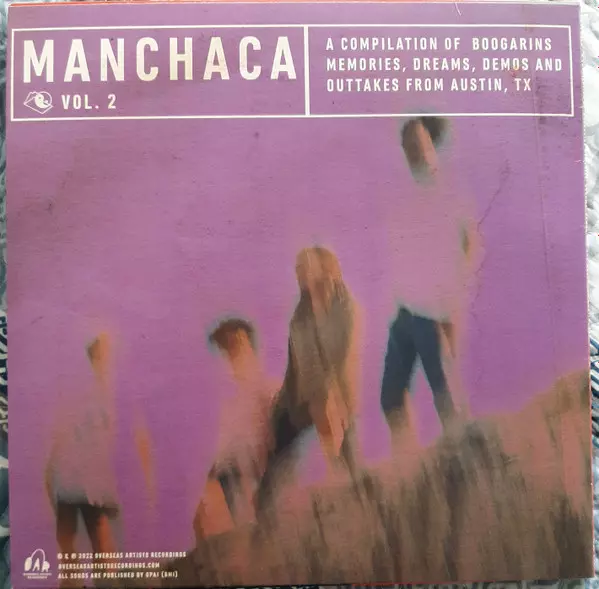 MANCHACA
VOL. 2
A COMPILATION OF BOOGARINS
MEMORIES, DREAMS, DEMOS AND
OUTTAKES FROM AUSTIN, TX
© & ℗ 2022 OVERSEAS ARTISTS RECORDINGS
OVERSEASARTISTSRECORDINGS.COM
ALL SONGS ARE PUBLISHED BY OPAI (BMI)